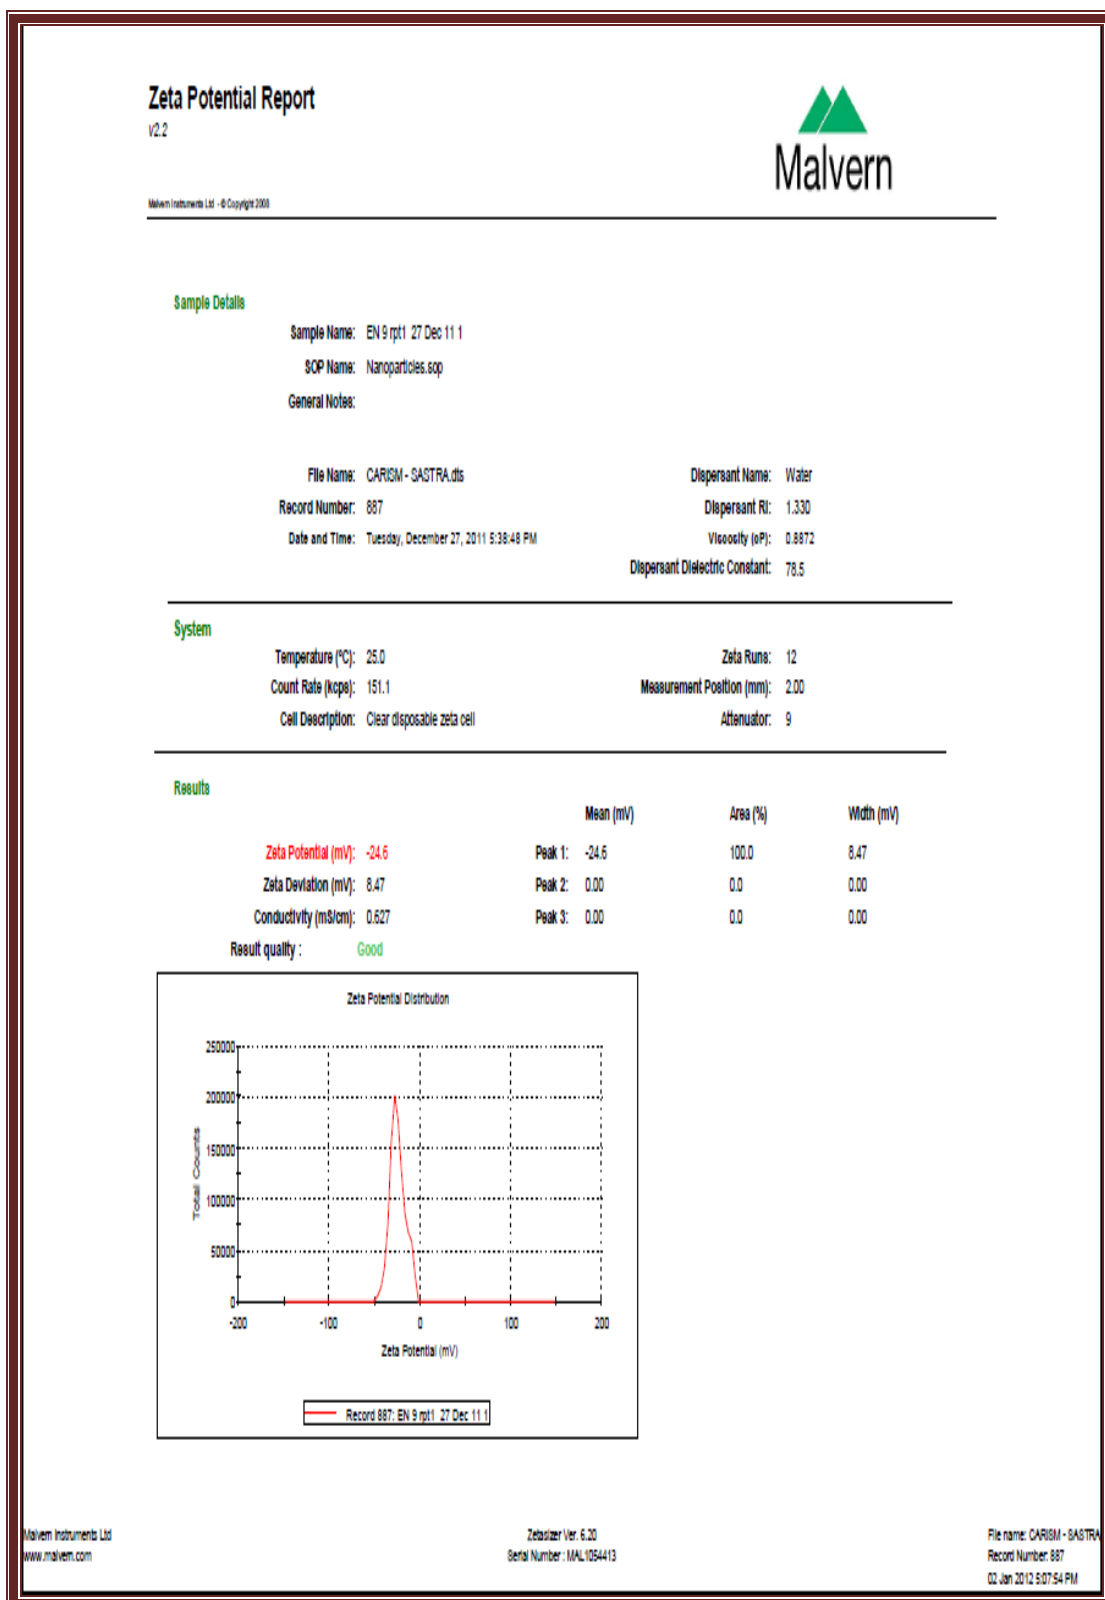 Zeta Potential Report
v2.2
Malvern
Malvern Instruments Ltd - © Copyright 2008
Sample Details
Sample Name: EN 9 rpt1 27 Dec 11 1
SOP Name: Nanoparticles.sop
General Notes:
File Name: CARISM - SASTRA.dts Dispersant Name: Water
Record Number: 887 Dispersant RI: 1.330
Date and Time: Tuesday, December 27, 2011 5:38:48 PM Viscosity (cP): 0.8872
Dispersant Dielectric Constant: 78.5
System
Temperature (°C): 25.0 Zeta Runs: 12
Count Rate (kcps): 151.1 Measurement Position (mm): 2.00
Cell Description: Clear disposable zeta cell Attenuator: 9
Results
Mean (mV) Area (%) Width (mV)
Zeta Potential (mV): -24.6 Peak 1: -24.6 100.0 8.47
Zeta Deviation (mV): 8.47 Peak 2: 0.00 0.0 0.00
Conductivity (mS/cm): 0.627 Peak 3: 0.00 0.0 0.00
Result quality : Good
Zeta Potential Distribution
250000
200000
150000
100000
50000
0
Total Counts
-200 -100 0 100 200
Zeta Potential (mV)
Record 887: EN 9 rpt1 27 Dec 11 1
Malvern Instruments Ltd Zetasizer Ver. 6.20 File name: CARISM - SASTRA
www.malvern.com Serial Number : MAL1054413 Record Number: 887
02 Jan 2012 5:07:54 PM